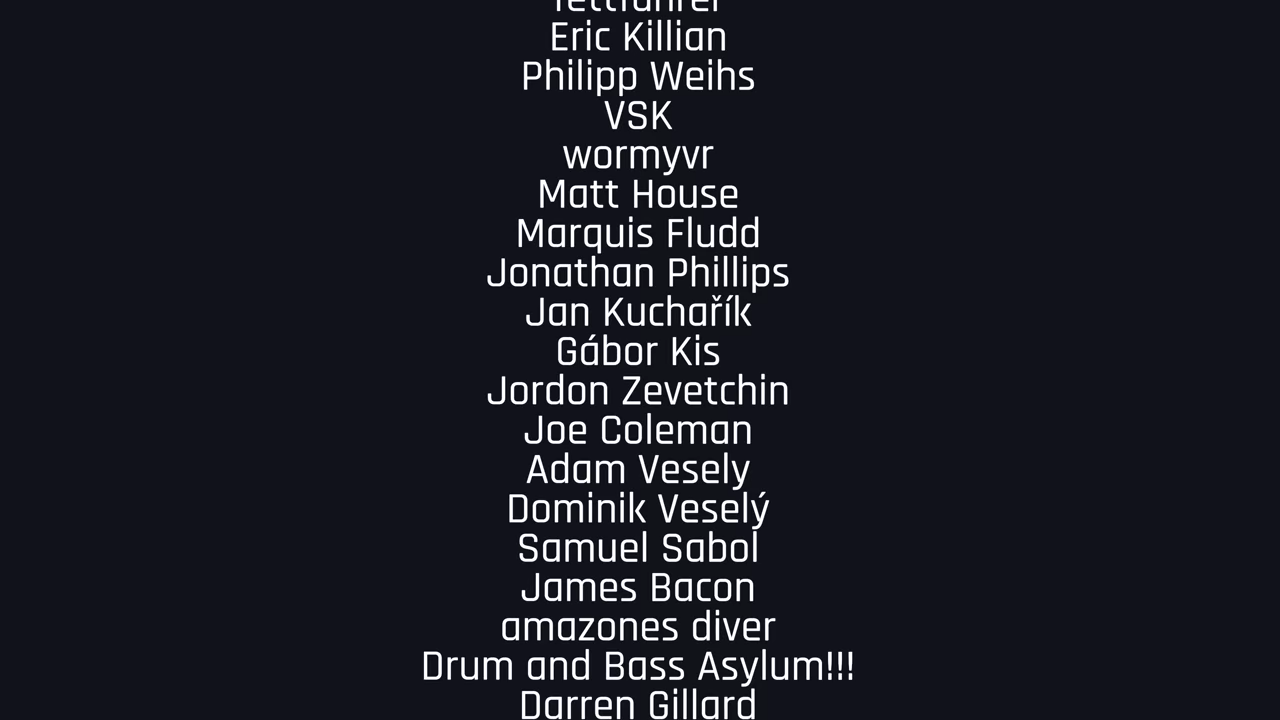 Eric Killian
Philipp Weihs
VSK
wormyvr
Matt House
Marquis Fludd
Jonathan Phillips
Jan Kuchařík
Gábor Kis
Jordon Zevetchin
Joe Coleman
Adam Vesely
Dominik Veselý
Samuel Sabol
James Bacon
amazones diver
Drum and Bass Asylum!!!
Darren Gillard